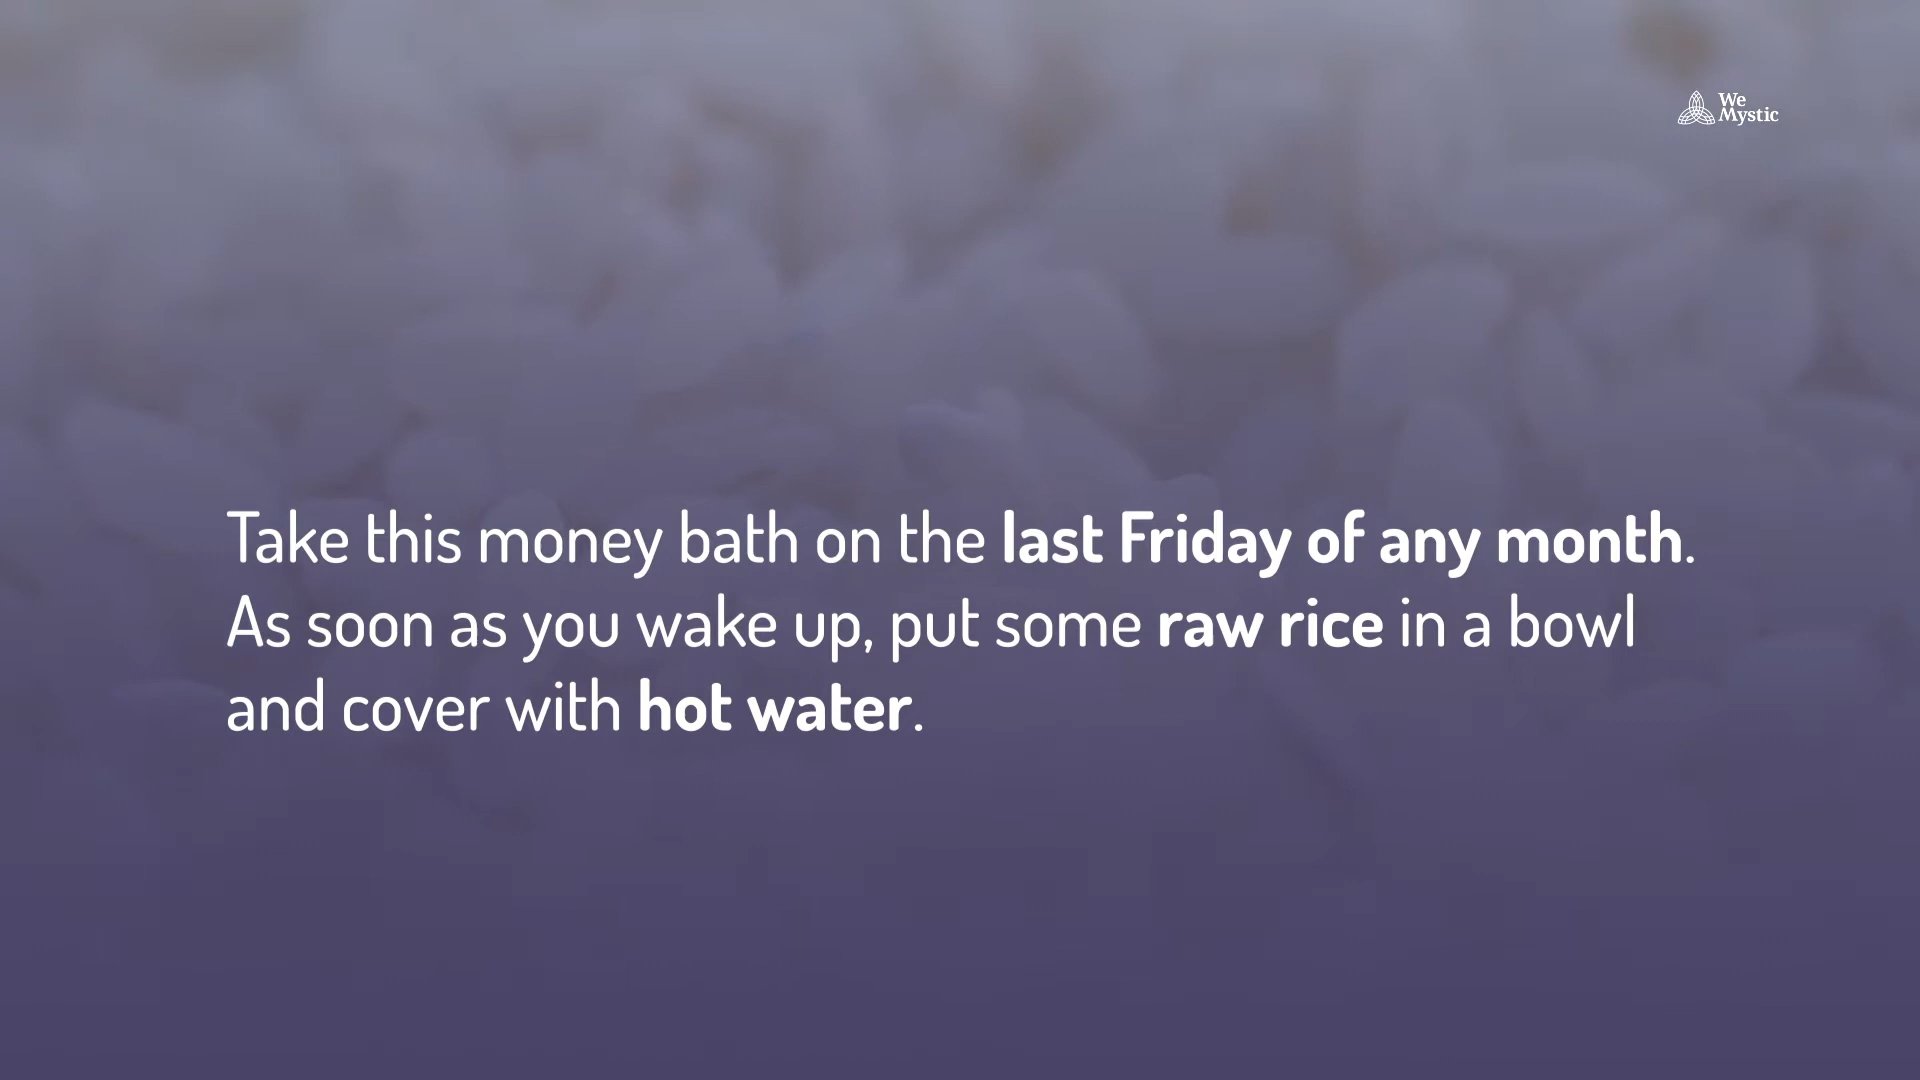 We
Mystic
Take this money bath on the last Friday of any month.
As soon as you wake up, put some raw rice in a bowl
and cover with hot water.